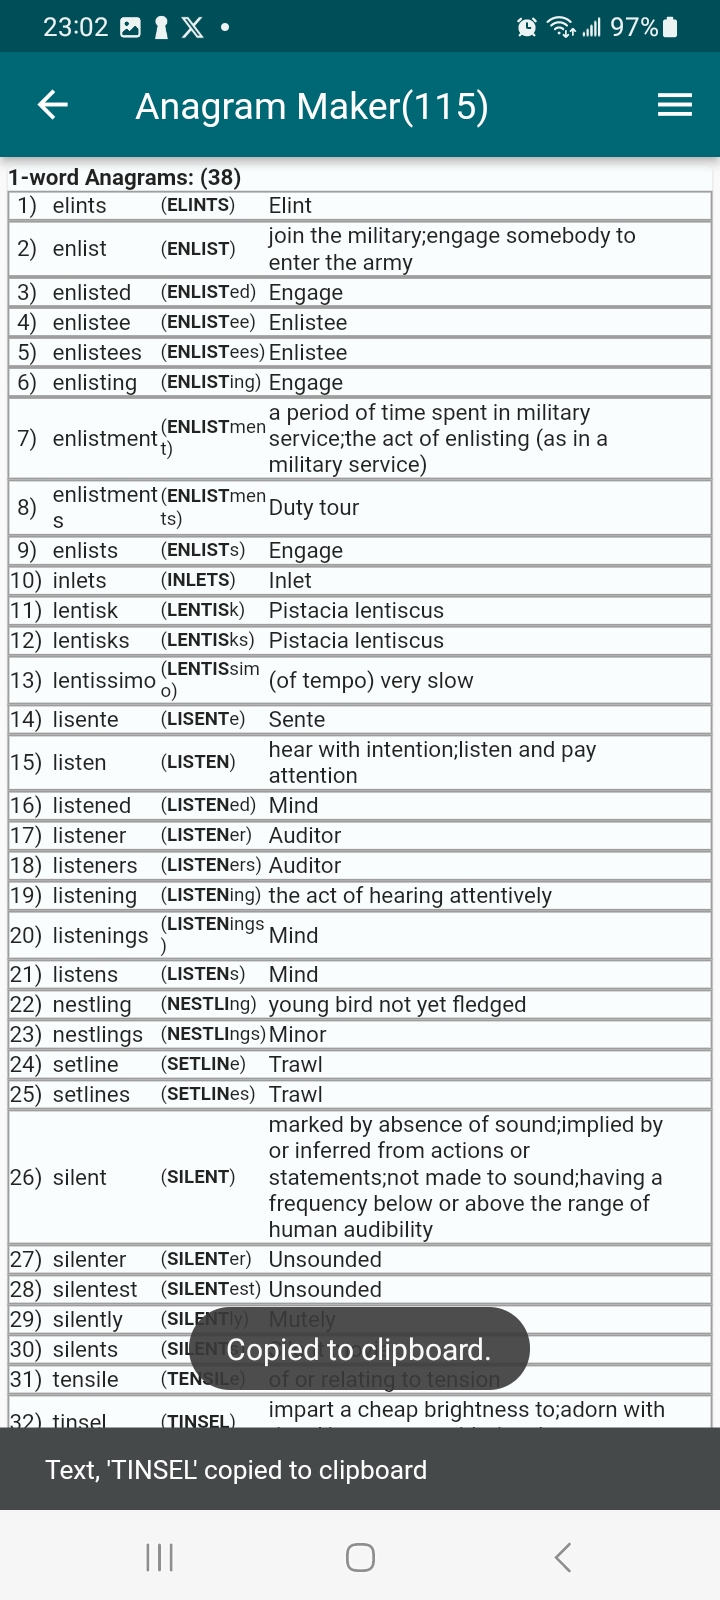 23:02 97%
Anagram Maker(115)
1-word Anagrams: (38)
1) elints (ELINTS) Elint
2) enlist (ENLIST) join the military;engage somebody to
enter the army
3) enlisted (ENLISTed) Engage
4) enlistee (ENLISTee) Enlistee
5) enlistees (ENLISTees) Enlistee
6) enlisting (ENLISTing) Engage
7) enlistment (ENLISTmen
t) a period of time spent in military
service;the act of enlisting (as in a
military service)
8) enlistment
s (ENLISTmen
ts) Duty tour
9) enlists (ENLISTs) Engage
10) inlets (INLETS) Inlet
11) lentisk (LENTISk) Pistacia lentiscus
12) lentisks (LENTISks) Pistacia lentiscus
13) lentissimo (LENTISsim
o) (of tempo) very slow
14) lisente (LISENTe) Sente
15) listen (LISTEN) hear with intention;listen and pay
attention
16) listened (LISTENed) Mind
17) listener (LISTENer) Auditor
18) listeners (LISTENers) Auditor
19) listening (LISTENing) the act of hearing attentively
20) listenings (LISTENings
) Mind
21) listens (LISTENs) Mind
22) nestling (NESTLIng) young bird not yet fledged
23) nestlings (NESTLIngs) Minor
24) setline (SETLINe) Trawl
25) setlines (SETLINes) Trawl
26) silent (SILENT) marked by absence of sound;implied by
or inferred from actions or
statements;not made to sound;having a
frequency below or above the range of
human audibility
27) silenter (SILENTer) Unsounded
28) silentest (SILENTest) Unsounded
29) silently (SILENTly) Mutely
30) silents
31) tensile (TENSILe) of or relating to tension
32) tinsel (TINSEL) impart a cheap brightness to;adorn with
Copied to clipboard.
Text, 'TINSEL' copied to clipboard